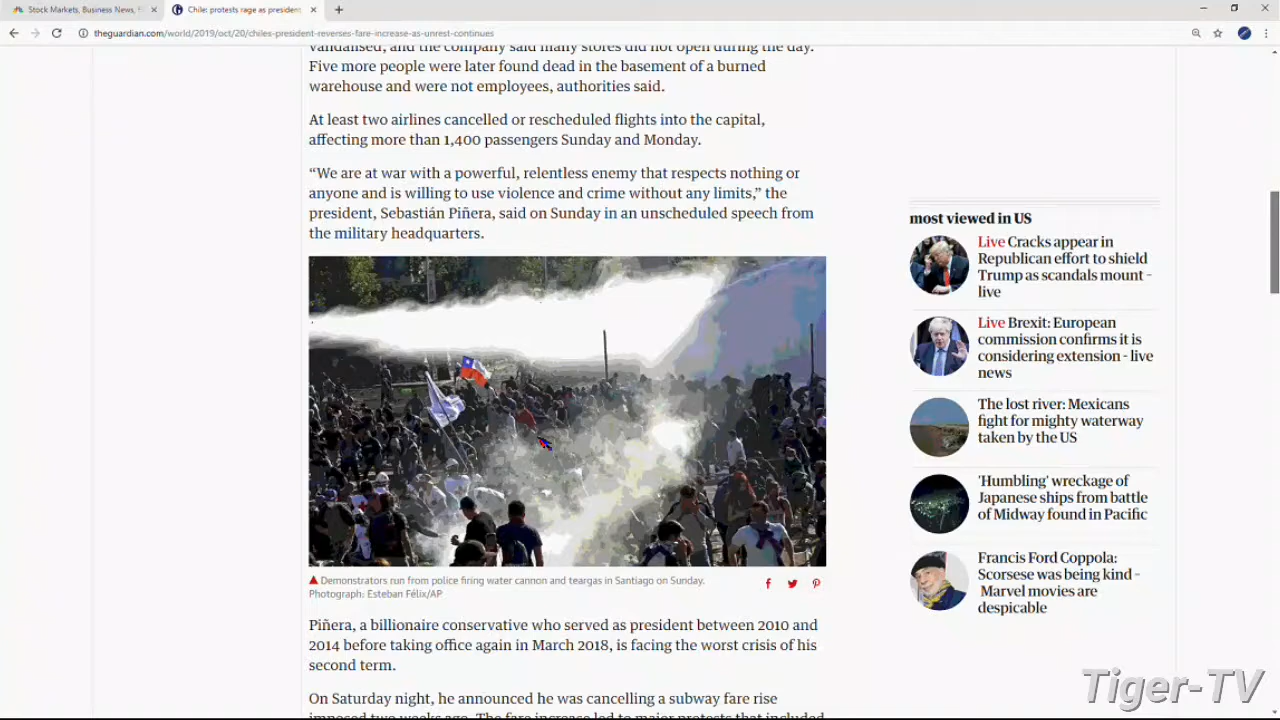 Stock Markets, Business News, F
Chile: protests rage as president
theguardian.com/world/2019/oct/20/chiles-president-reverses-fare-increase-as-unrest-continues
vandalised, and the company said many stores did not open during the day.
Five more people were later found dead in the basement of a burned
warehouse and were not employees, authorities said.
At least two airlines cancelled or rescheduled flights into the capital,
affecting more than 1,400 passengers Sunday and Monday.
“We are at war with a powerful, relentless enemy that respects nothing or
anyone and is willing to use violence and crime without any limits,” the
president, Sebastián Piñera, said on Sunday in an unscheduled speech from
the military headquarters.
Demonstrators run from police firing water cannon and teargas in Santiago on Sunday.
Photograph: Esteban Félix/AP
Piñera, a billionaire conservative who served as president between 2010 and
2014 before taking office again in March 2018, is facing the worst crisis of his
second term.
On Saturday night, he announced he was cancelling a subway fare rise
imposed two weeks ago. The fare increase led to major protests that included
most viewed in US
Live Cracks appear in
Republican effort to shield
Trump as scandals mount –
live
Live Brexit: European
commission confirms it is
considering extension - live
news
The lost river: Mexicans
fight for mighty waterway
taken by the US
'Humbling' wreckage of
Japanese ships from battle
of Midway found in Pacific
Francis Ford Coppola:
Scorsese was being kind –
Marvel movies are
despicable
Tiger-TV